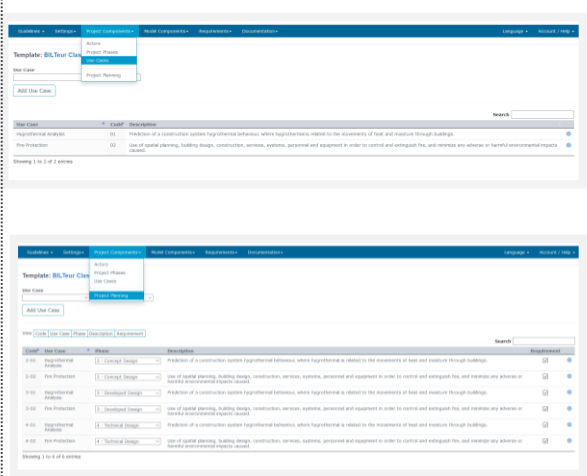 Guidelines Settings Project Components Model Components Requirements Documentation Language Account / Help
Actors
Project Phases
Template: BILTeur Clas
Use Cases
Use Case
Project Planning
Add Use Case
Search
Use Case Code Description
Hygrothermal Analysis 01 Prediction of a construction system hygrothermal behaviour, where hygrothermal is related to the movements of heat and moisture through buildings.
Fire Protection 02 Use of spatial planning, building design, construction, services, systems, personnel and equipment in order to control and extinguish fire, and minimize any adverse or harmful environmental impacts
caused.
Showing 1 to 2 of 2 entries
Guidelines Settings Project Components Model Components Requirements Documentation Language Account / Help
Actors
Project Phases
Template: BILTeur Clas
Use Cases
Use Case
Project Planning
Add Use Case
Code Use Case Phase Description Requirement
Search
Code Use Case Phase Description Requirement
2-01 Hygrothermal Analysis 2 - Concept Design Prediction of a construction system hygrothermal behaviour, where hygrothermal is related to the movements of heat and moisture through buildings.
2-02 Fire Protection 2 - Concept Design Use of spatial planning, building design, construction, services, systems, personnel and equipment in order to control and extinguish fire, and minimize any adverse or
harmful environmental impacts caused.
3-01 Hygrothermal Analysis 3 - Developed Design Prediction of a construction system hygrothermal behaviour, where hygrothermal is related to the movements of heat and moisture through buildings.
3-02 Fire Protection 3 - Developed Design Use of spatial planning, building design, construction, services, systems, personnel and equipment in order to control and extinguish fire, and minimize any adverse or
harmful environmental impacts caused.
4-01 Hygrothermal Analysis 4 - Technical Design Prediction of a construction system hygrothermal behaviour, where hygrothermal is related to the movements of heat and moisture through buildings.
4-02 Fire Protection 4 - Technical Design Use of spatial planning, building design, construction, services, systems, personnel and equipment in order to control and extinguish fire, and minimize any adverse or
harmful environmental impacts caused.
Showing 1 to 6 of 6 entries